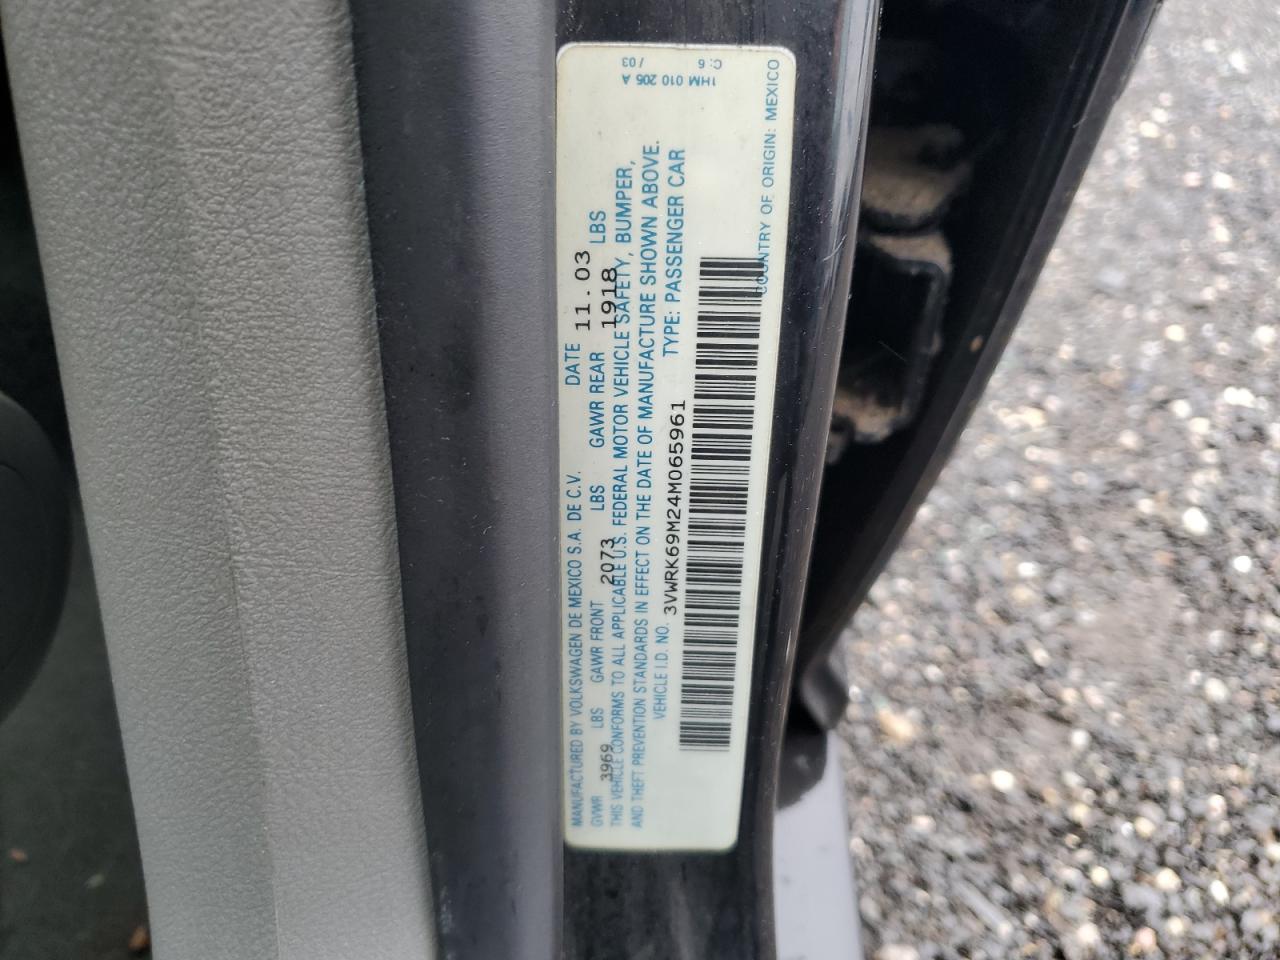 MANUFACTURED BY VOLKSWAGEN DE MEXICO S.A. DE C.V. DATE 11.03
GVWR 3969 LBS GAWR FRONT 2073 LBS GAWR REAR 1918 LBS
THIS VEHICLE CONFORMS TO ALL APPLICABLE U.S. FEDERAL MOTOR VEHICLE SAFETY, BUMPER,
AND THEFT PREVENTION STANDARDS IN EFFECT ON THE DATE OF MANUFACTURE SHOWN ABOVE.
VEHICLE I.D. NO. 3VWRK69M24M065961 TYPE: PASSENGER CAR
COUNTRY OF ORIGIN: MEXICO
1HM 010 205 A
/03 C: 6